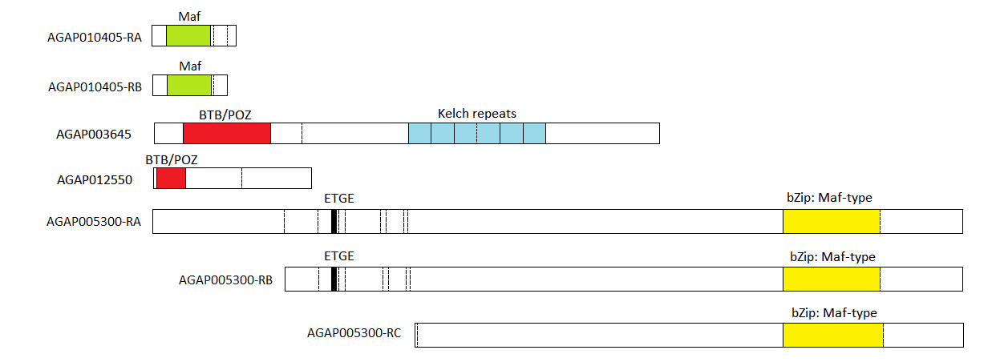 Maf
AGAP010405-RA
Maf
AGAP010405-RB
BTB/POZ
Kelch repeats
AGAP003645
BTB/POZ
AGAP012550
ETGE
bZip: Maf-type
AGAP005300-RA
ETGE
bZip: Maf-type
AGAP005300-RB
bZip: Maf-type
AGAP005300-RC